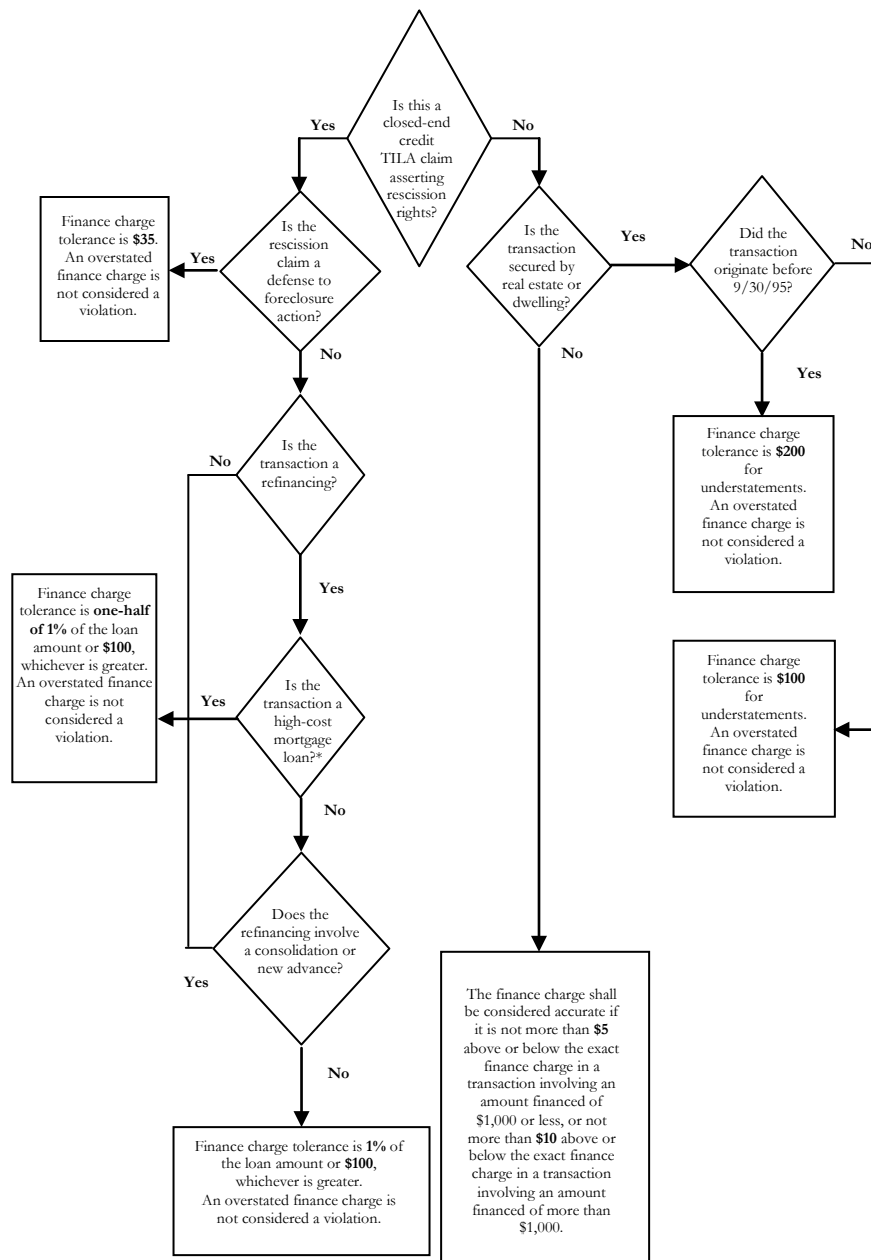 Is this a
closed-end
credit
TILA claim
asserting
rescission
rights?
Yes
No
Finance charge
tolerance is $35.
An overstated
finance charge is
not considered a
violation.
Yes
Is the
rescission
claim a
defense to
foreclosure
action?
No
Is the
transaction
secured by
real estate or
dwelling?
Yes
No
Did the
transaction
originate before
9/30/95?
No
Yes
Finance charge
tolerance is $200
for
understatements.
An overstated
finance charge is
not considered a
violation.
Is the
transaction a
refinancing?
No
Yes
Finance charge
tolerance is one-half
of 1% of the loan
amount or $100,
whichever is greater.
An overstated finance
charge is not
considered a
violation.
Yes
Is the
transaction a
high-cost
mortgage
loan?*
No
Finance charge
tolerance is $100
for
understatements.
An overstated
finance charge is
not considered a
violation.
Does the
refinancing involve
a consolidation or
new advance?
Yes
No
Finance charge tolerance is 1% of
the loan amount or $100,
whichever is greater.
An overstated finance charge is
not considered a violation.
The finance charge shall
be considered accurate if
it is not more than $5
above or below the exact
finance charge in a
transaction involving an
amount financed of
$1,000 or less, or not
more than $10 above or
below the exact finance
charge in a transaction
involving an amount
financed of more than
$1,000.